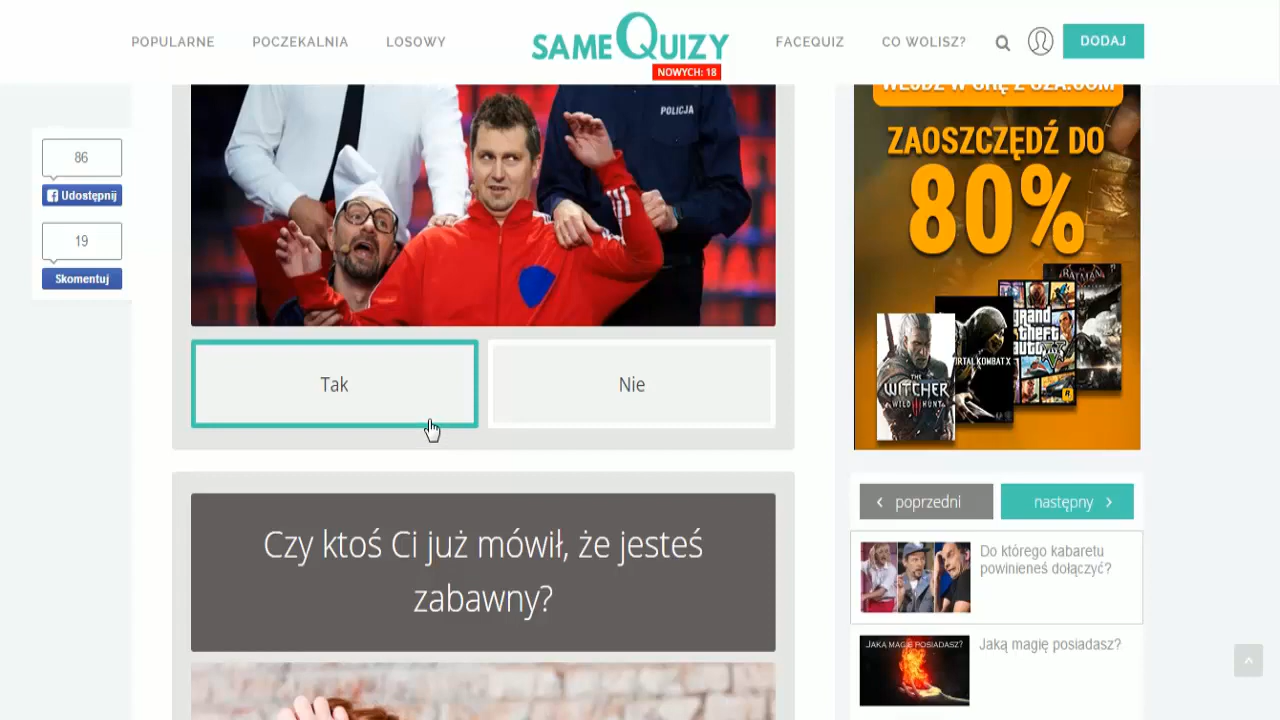 POPULARNE
POCZEKALNIA
LOSOWY
SAMEQUIZY
NOWYCH: 18
FACEQUIZ
CO WOLISZ?
DODAJ
86
Udostępnij
19
Skomentuj
POLICJA
Tak
Nie
Czy ktoś Ci już mówił, że jesteś
zabawny?
ZAOSZCZĘDŹ DO
80%
BATMAN
grand
theft
auto V
MORTAL KOMBAT X
THE
WITCHER
WILD HUNT
poprzedni
następny
Do którego kabaretu
powinieneś dołączyć?
JAKĄ MAGIĘ POSIADASZ?
Jaką magię posiadasz?